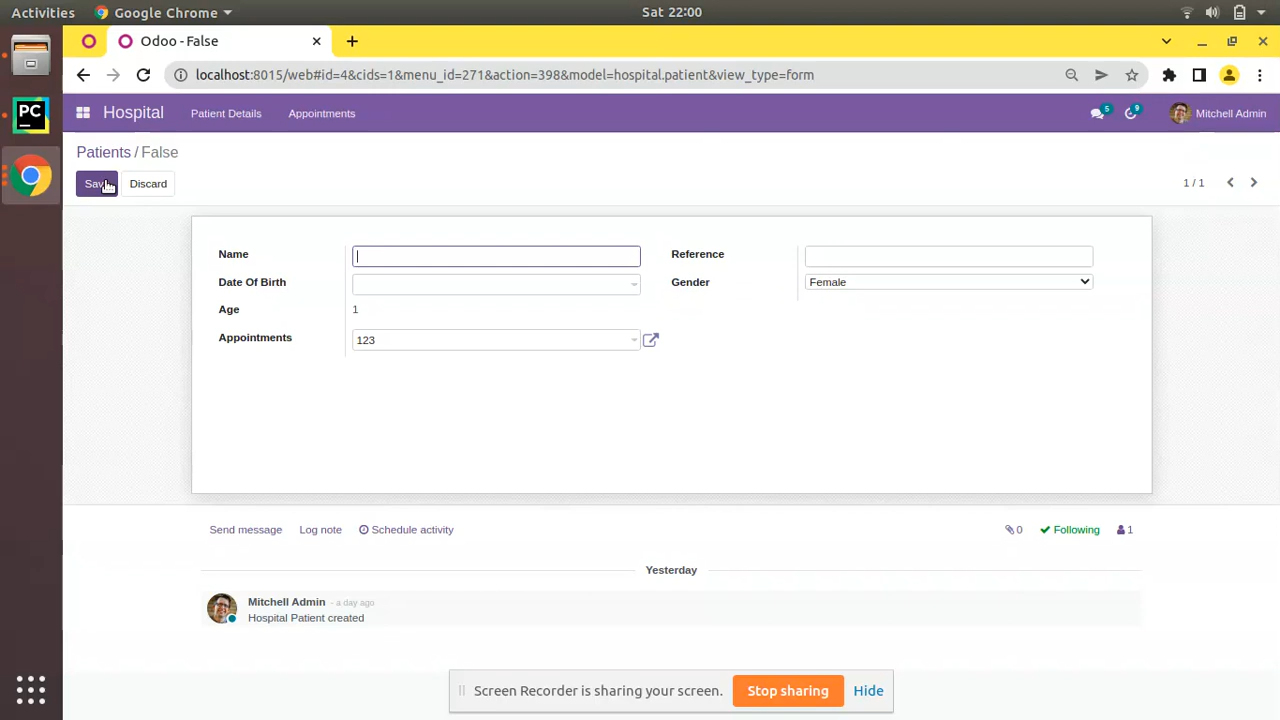 Activities
Google Chrome
Sat 22:00
Odoo - False
localhost:8015/web#id=4&cids=1&menu_id=271&action=398&model=hospital.patient&view_type=form
PC
Hospital
Patient Details
Appointments
5
9
Mitchell Admin
Patients / False
Discard
1 / 1
Name
Reference
Date Of Birth
Gender
Female
Age
1
Appointments
123
Send message
Log note
Schedule activity
0
Following
1
Yesterday
Mitchell Admin - a day ago
Hospital Patient created
Screen Recorder is sharing your screen.
Stop sharing
Hide